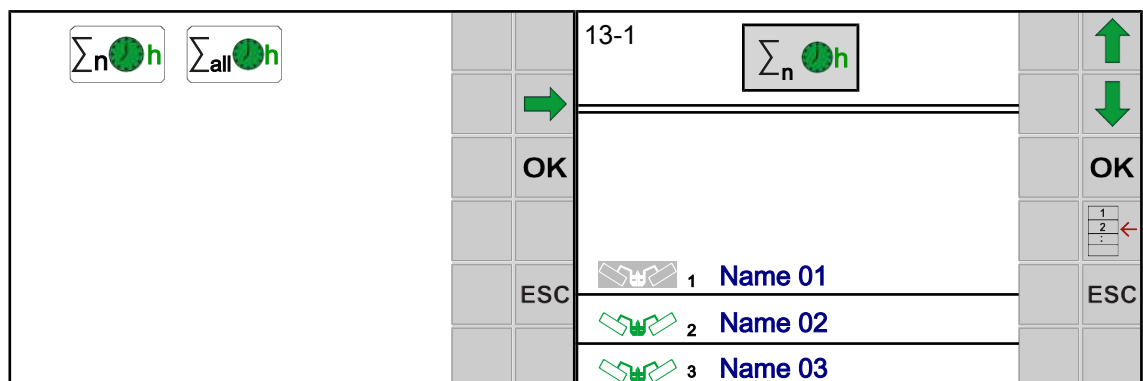 ∑n h
∑all h
OK
ESC
13-1
∑n h
OK
1
2
:
ESC
1 Name 01
2 Name 02
3 Name 03